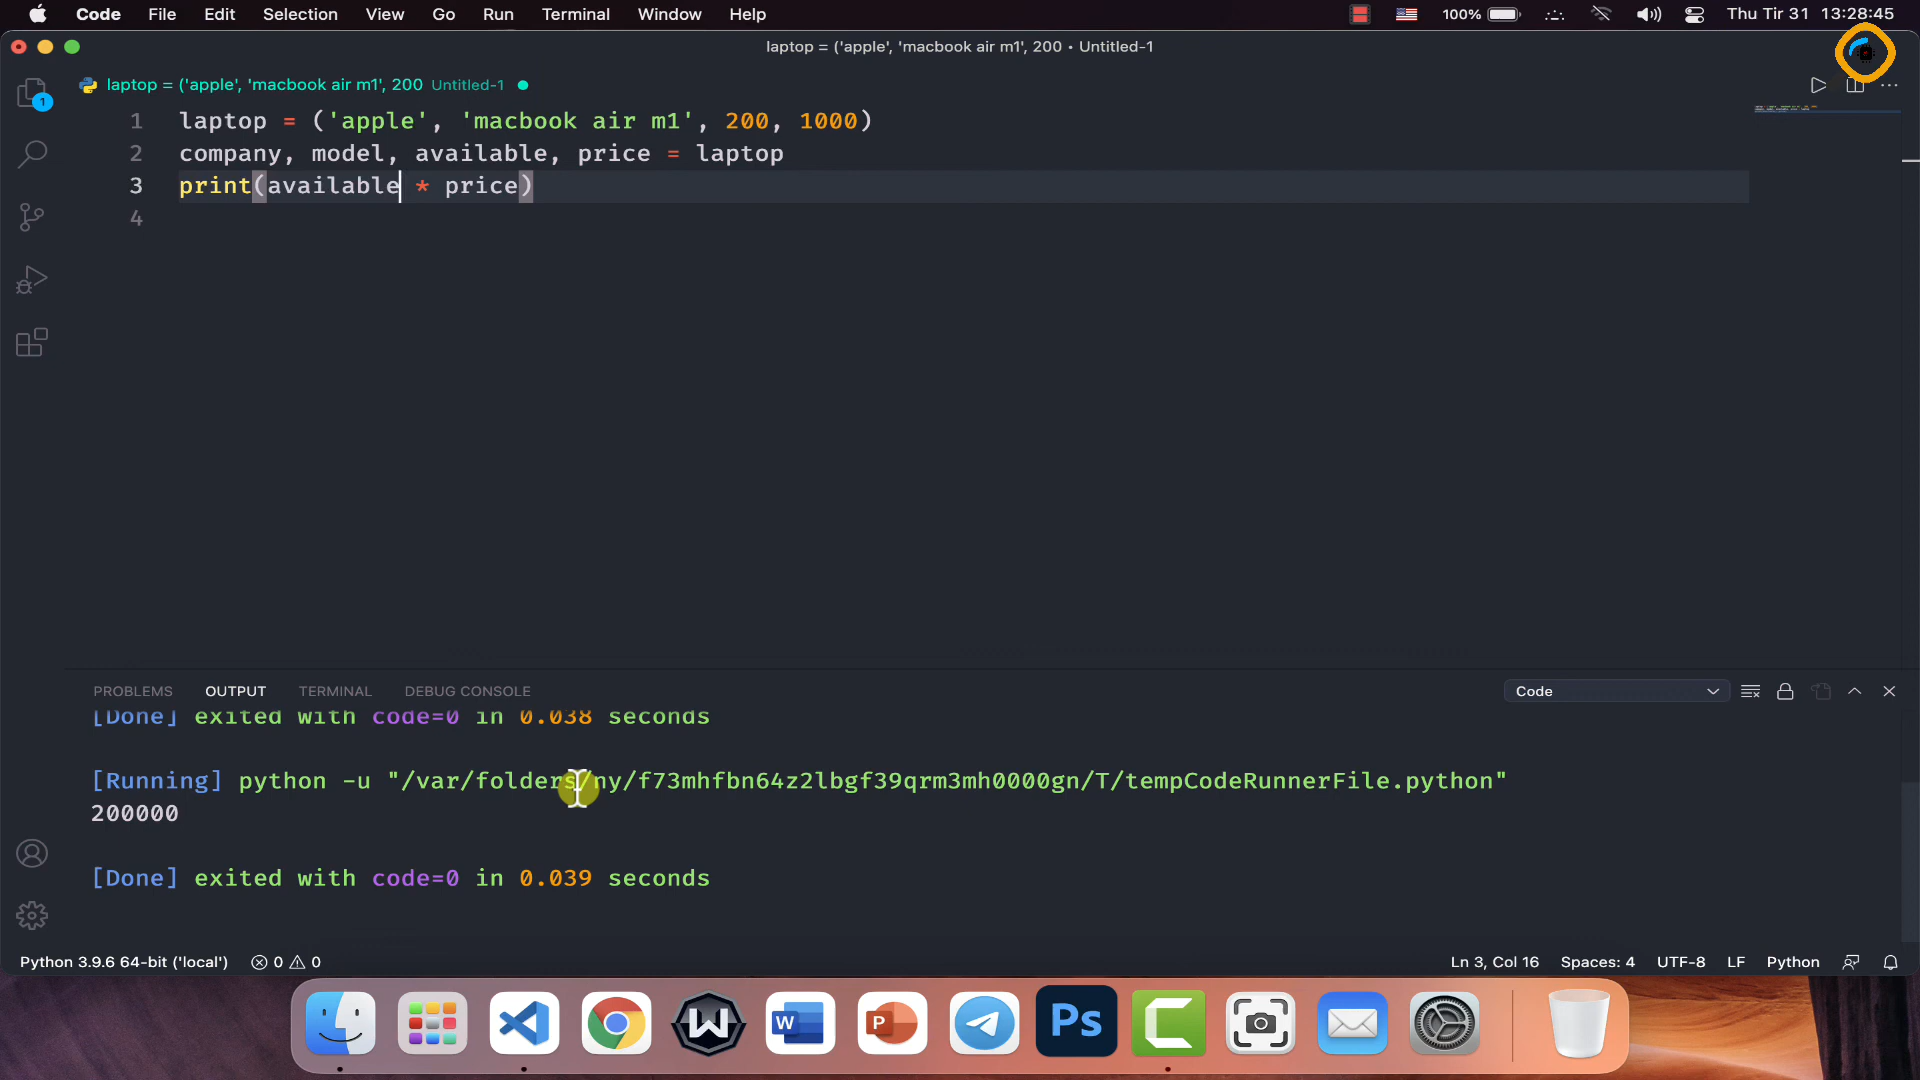 Code File Edit Selection View Go Run Terminal Window Help 100% Thu Tir 31 13:28:45
laptop = ('apple', 'macbook air m1', 200 • Untitled-1
laptop = ('apple', 'macbook air m1', 200 Untitled-1
1 laptop = ('apple', 'macbook air m1', 200, 1000)
2 company, model, available, price = laptop
3 print(available * price)
4
1
PROBLEMS OUTPUT TERMINAL DEBUG CONSOLE Code
[Done] exited with code=0 in 0.038 seconds
[Running] python -u "/var/folders/ny/f73mhfbn64z2lbgf39qrm3mh0000gn/T/tempCodeRunnerFile.python"
200000
[Done] exited with code=0 in 0.039 seconds
Python 3.9.6 64-bit ('local') 0 0 Ln 3, Col 16 Spaces: 4 UTF-8 LF Python
W W P Ps